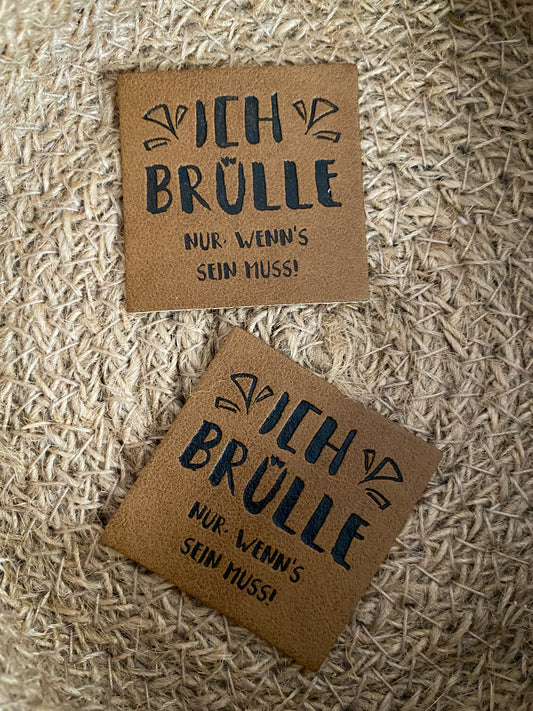 ICH
BRÜLLE
NUR, WENN'S
SEIN MUSS!
ICH
BRÜLLE
NUR, WENN'S
SEIN MUSS!